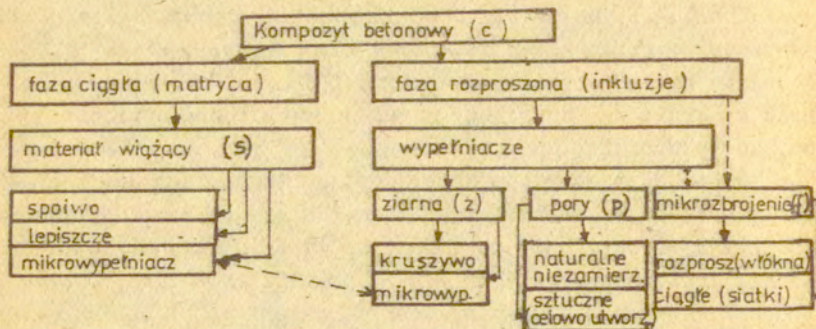 Kompozyt betonowy (c)
faza ciągła (matryca)
faza rozproszona (inkluzje)
materiał wiążący (s)
wypełniacze
spoiwo
lepiszcze
mikrowypełniacz
ziarna (z)
pory (p)
mikrozbrojenie(f)
kruszywo
mikrowyp.
naturalne
niezamierz.
sztuczne
(celowo utworz)
rozprosz(włókna)
ciągłe (siatki)